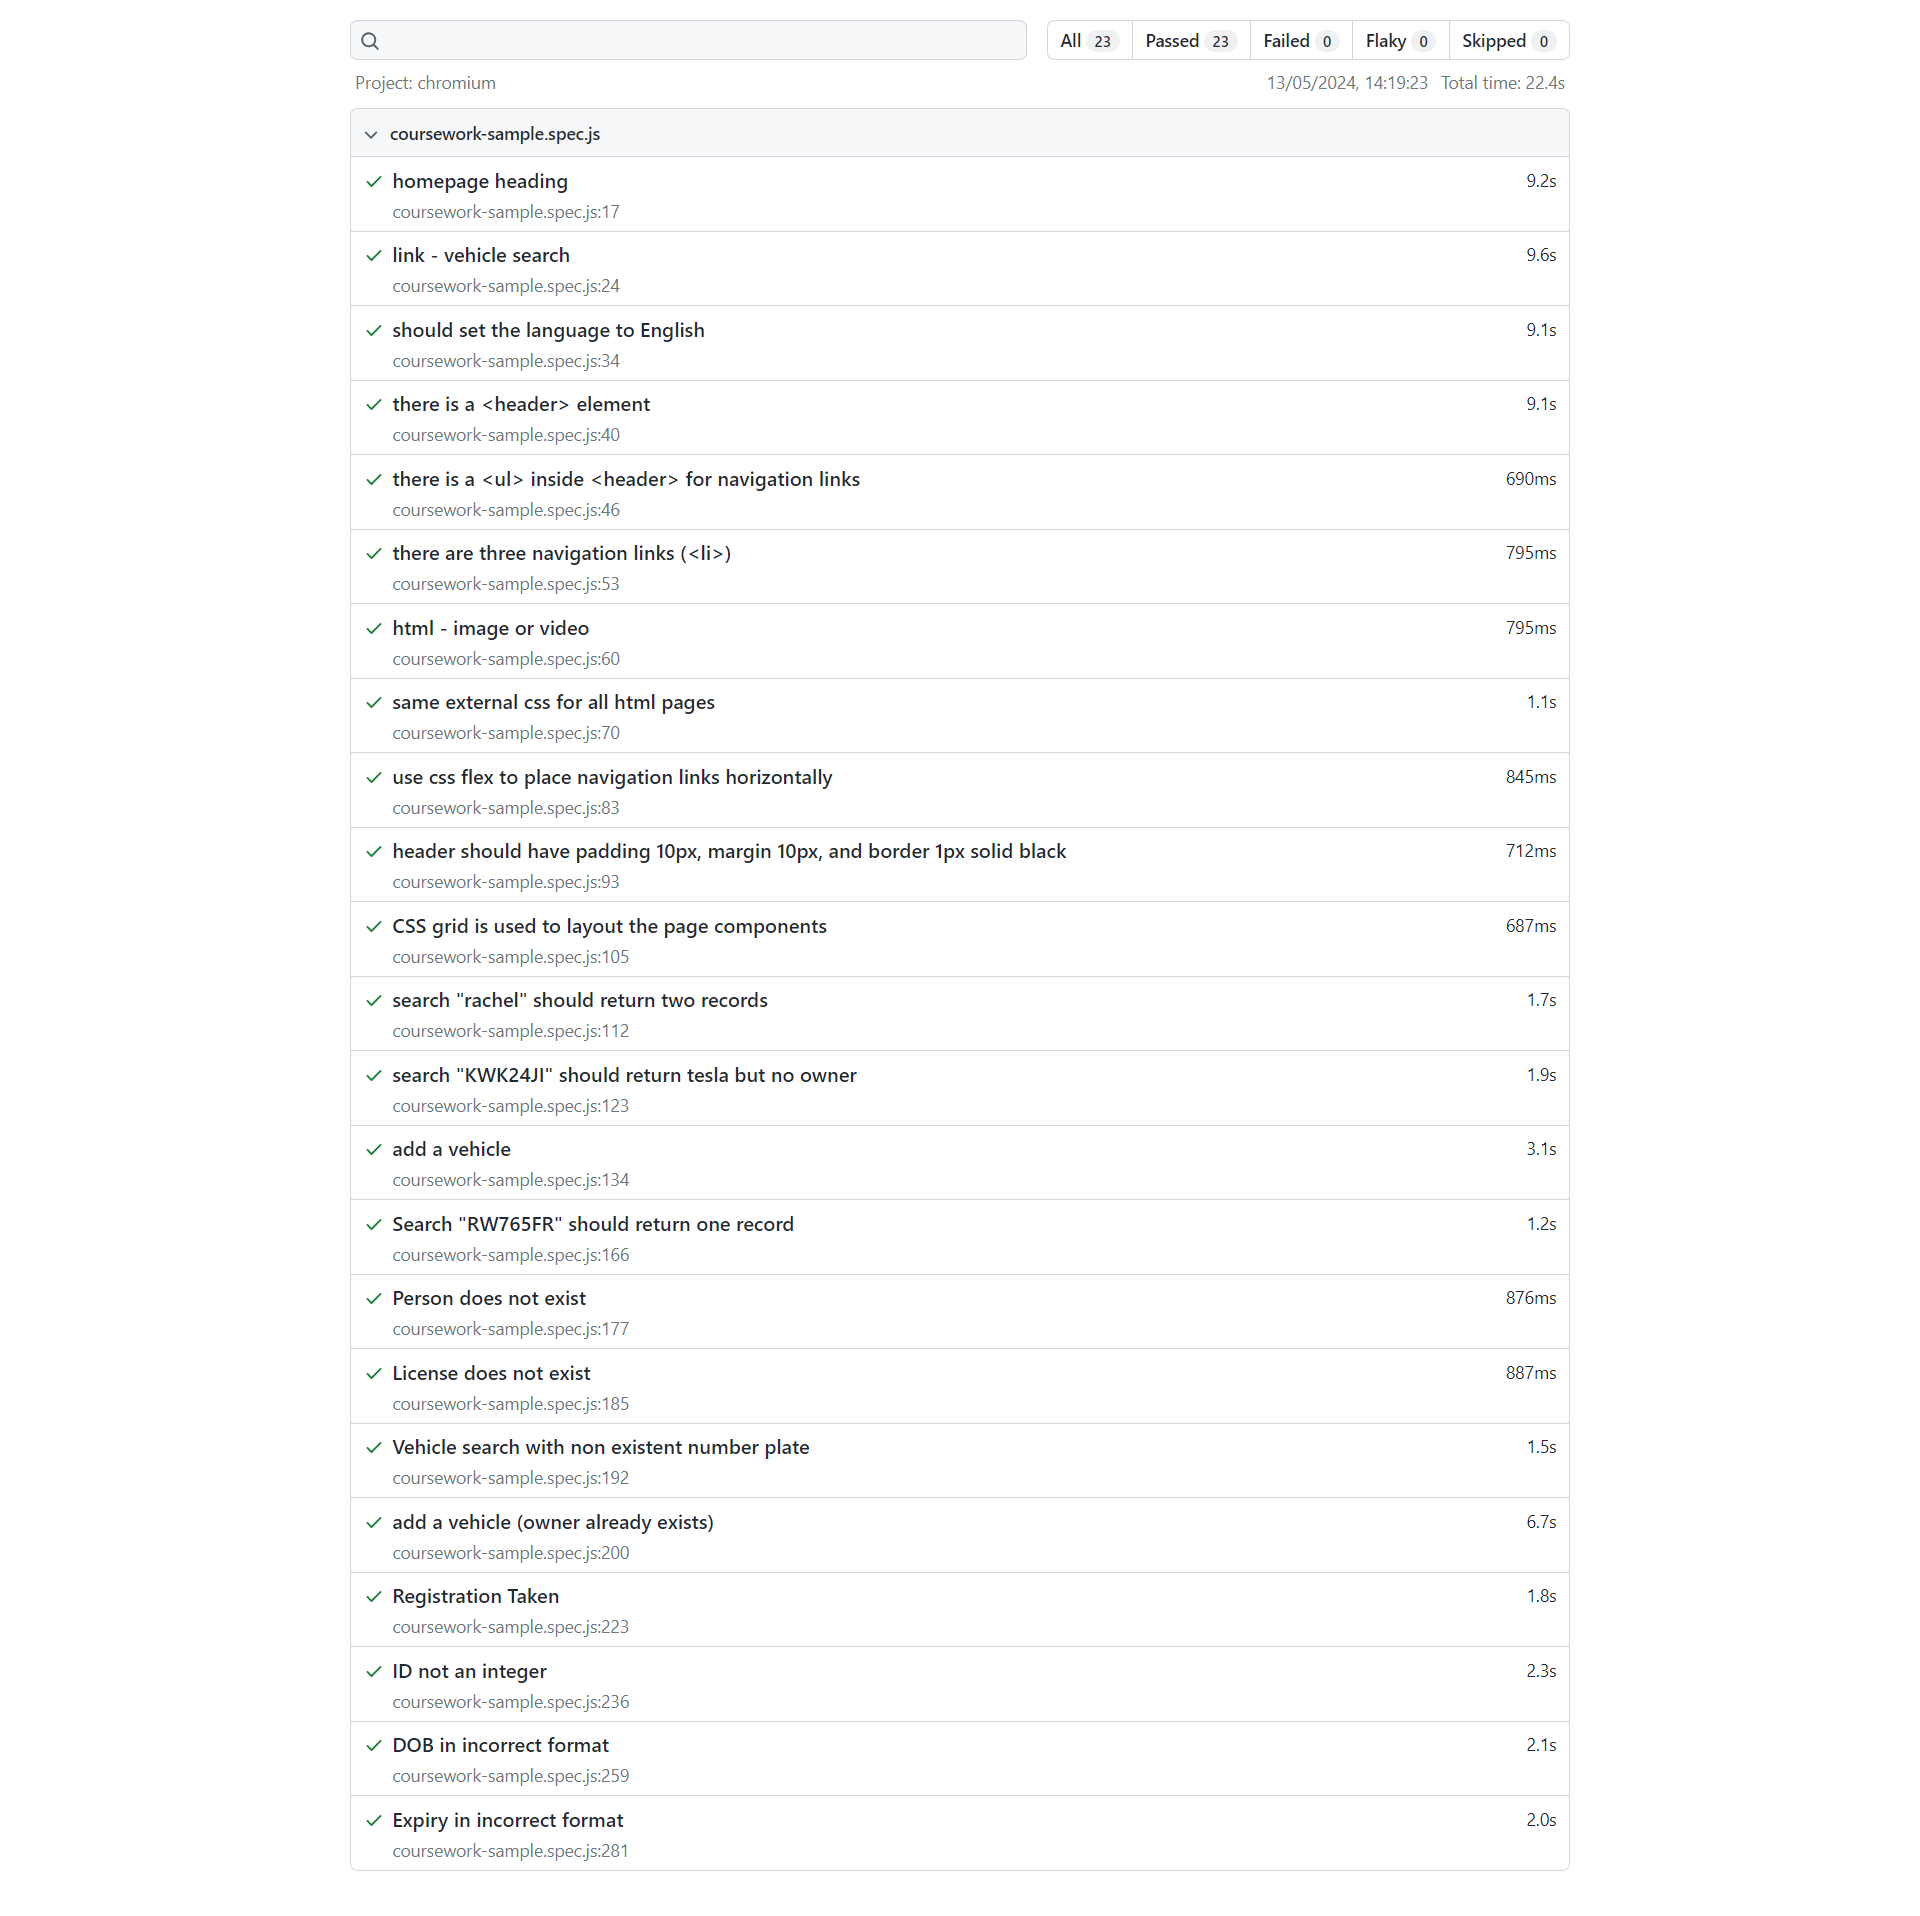 All 23 Passed 23 Failed 0 Flaky 0 Skipped 0
Project: chromium 13/05/2024, 14:19:23 Total time: 22.4s
coursework-sample.spec.js
homepage heading 9.2s
coursework-sample.spec.js:17
link - vehicle search 9.6s
coursework-sample.spec.js:24
should set the language to English 9.1s
coursework-sample.spec.js:34
there is a <header> element 9.1s
coursework-sample.spec.js:40
there is a <ul> inside <header> for navigation links 690ms
coursework-sample.spec.js:46
there are three navigation links (<li>) 795ms
coursework-sample.spec.js:53
html - image or video 795ms
coursework-sample.spec.js:60
same external css for all html pages 1.1s
coursework-sample.spec.js:70
use css flex to place navigation links horizontally 845ms
coursework-sample.spec.js:83
header should have padding 10px, margin 10px, and border 1px solid black 712ms
coursework-sample.spec.js:93
CSS grid is used to layout the page components 687ms
coursework-sample.spec.js:105
search "rachel" should return two records 1.7s
coursework-sample.spec.js:112
search "KWK24JI" should return tesla but no owner 1.9s
coursework-sample.spec.js:123
add a vehicle 3.1s
coursework-sample.spec.js:134
Search "RW765FR" should return one record 1.2s
coursework-sample.spec.js:166
Person does not exist 876ms
coursework-sample.spec.js:177
License does not exist 887ms
coursework-sample.spec.js:185
Vehicle search with non existent number plate 1.5s
coursework-sample.spec.js:192
add a vehicle (owner already exists) 6.7s
coursework-sample.spec.js:200
Registration Taken 1.8s
coursework-sample.spec.js:223
ID not an integer 2.3s
coursework-sample.spec.js:236
DOB in incorrect format 2.1s
coursework-sample.spec.js:259
Expiry in incorrect format 2.0s
coursework-sample.spec.js:281